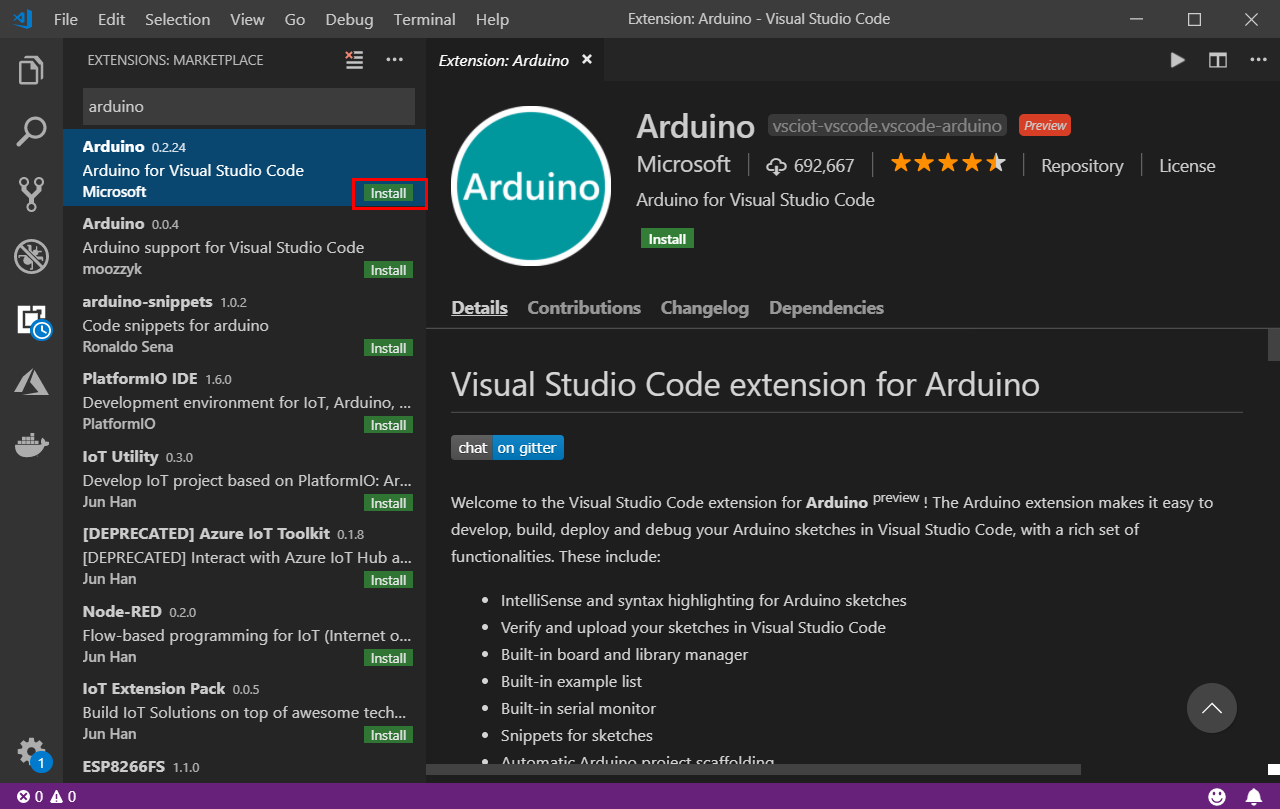 File Edit Selection View Go Debug Terminal Help
Extension: Arduino - Visual Studio Code
EXTENSIONS: MARKETPLACE
arduino
Arduino 0.2.24
Arduino for Visual Studio Code
Microsoft
Install
Arduino 0.0.4
Arduino support for Visual Studio Code
moozzyk
Install
arduino-snippets 1.0.2
Code snippets for arduino
Ronaldo Sena
Install
PlatformIO IDE 1.6.0
Development environment for IoT, Arduino, ...
PlatformIO
Install
IoT Utility 0.3.0
Develop IoT project based on PlatformIO: Ar...
Jun Han
Install
[DEPRECATED] Azure IoT Toolkit 0.1.8
[DEPRECATED] Interact with Azure IoT Hub a...
Jun Han
Install
Node-RED 0.2.0
Flow-based programming for IoT (Internet o...
Jun Han
Install
IoT Extension Pack 0.0.5
Build IoT Solutions on top of awesome tech...
Jun Han
Install
ESP8266FS 1.1.0
1
Extension: Arduino
Arduino
Arduino vsciot-vscode.vscode-arduino Preview
Microsoft 692,667 Repository License
Arduino for Visual Studio Code
Install
Details Contributions Changelog Dependencies
Visual Studio Code extension for Arduino
chat on gitter
Welcome to the Visual Studio Code extension for Arduino preview ! The Arduino extension makes it easy to
develop, build, deploy and debug your Arduino sketches in Visual Studio Code, with a rich set of
functionalities. These include:
• IntelliSense and syntax highlighting for Arduino sketches
• Verify and upload your sketches in Visual Studio Code
• Built-in board and library manager
• Built-in example list
• Built-in serial monitor
• Snippets for sketches
• Automatic Arduino project scaffolding
0 0